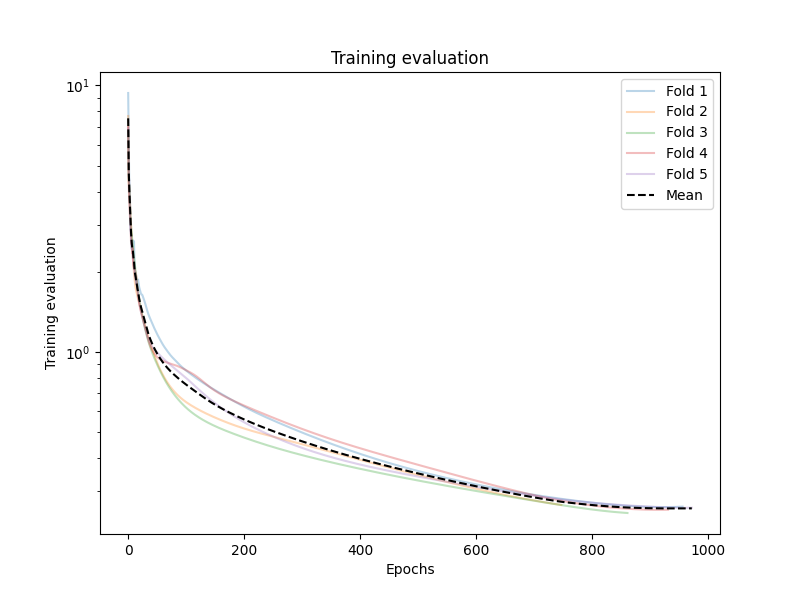 Training evaluation
10¹
10⁰
Training evaluation
0 200 400 600 800 1000
Epochs
Fold 1
Fold 2
Fold 3
Fold 4
Fold 5
Mean